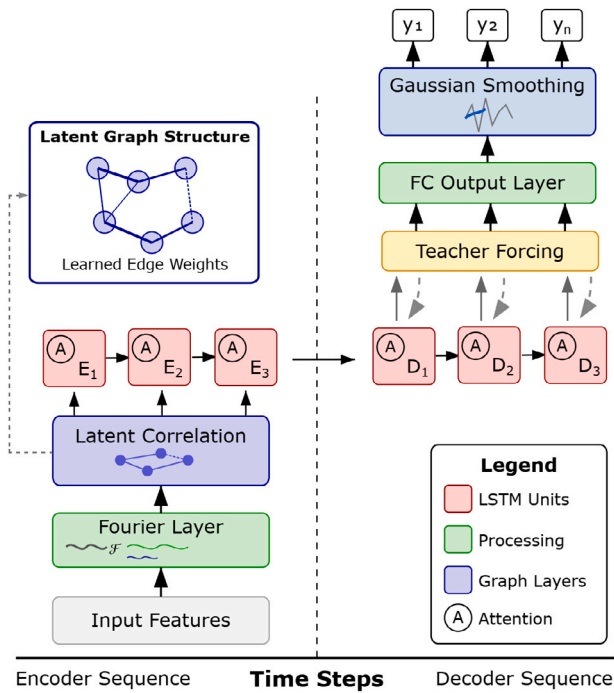 y₁ y₂ yₙ
Gaussian Smoothing
FC Output Layer
Teacher Forcing
A D₁ A D₂ A D₃
Latent Graph Structure
Learned Edge Weights
A E₁ A E₂ A E₃
Latent Correlation
Fourier Layer
ℱ
Input Features
Legend
LSTM Units
Processing
Graph Layers
A Attention
Encoder Sequence Time Steps Decoder Sequence